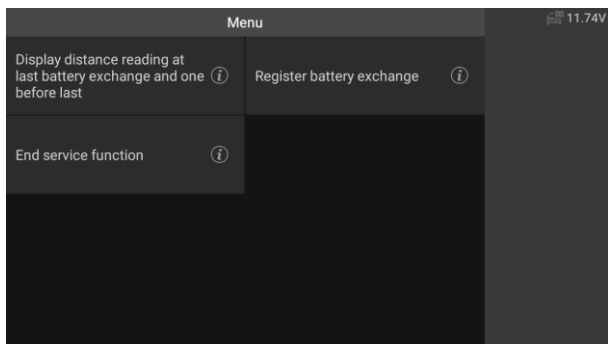 Menu
11.74V
Display distance reading at
last battery exchange and one
before last
Register battery exchange
End service function